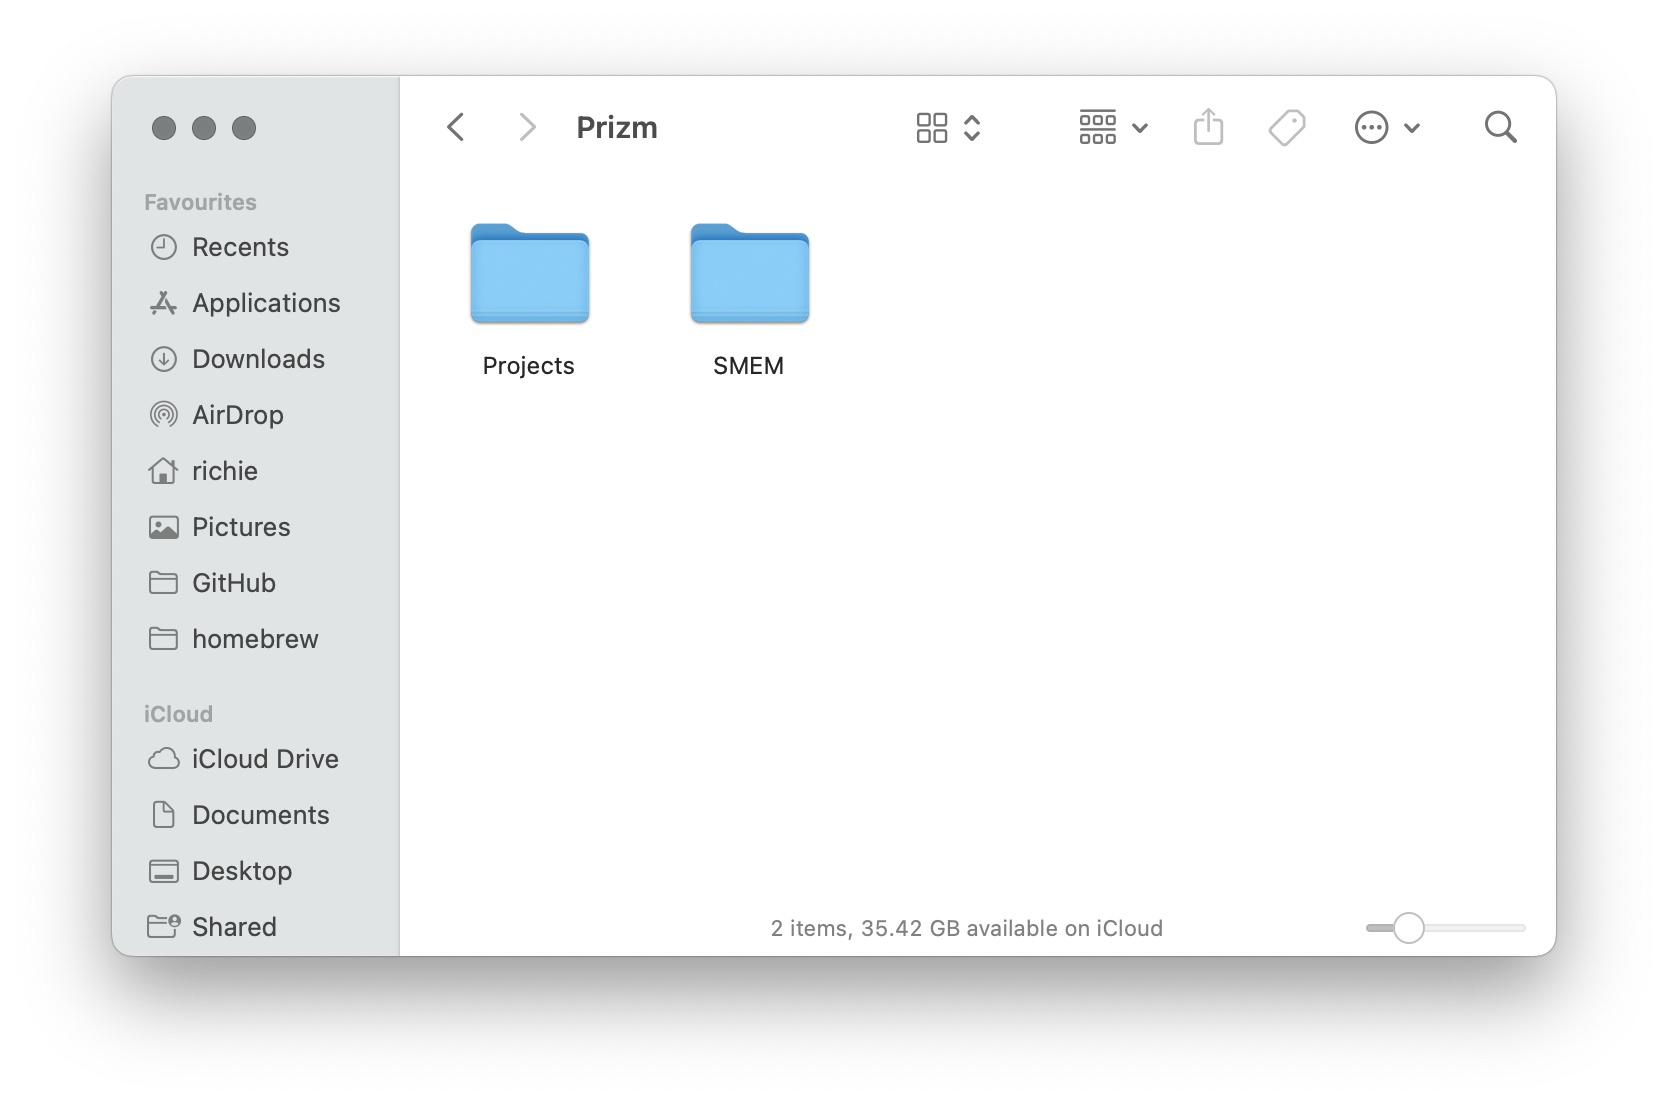 Prizm
Favourites
Recents
Applications
Downloads
AirDrop
richie
Pictures
GitHub
homebrew
iCloud
iCloud Drive
Documents
Desktop
Shared
Projects
SMEM
2 items, 35.42 GB available on iCloud